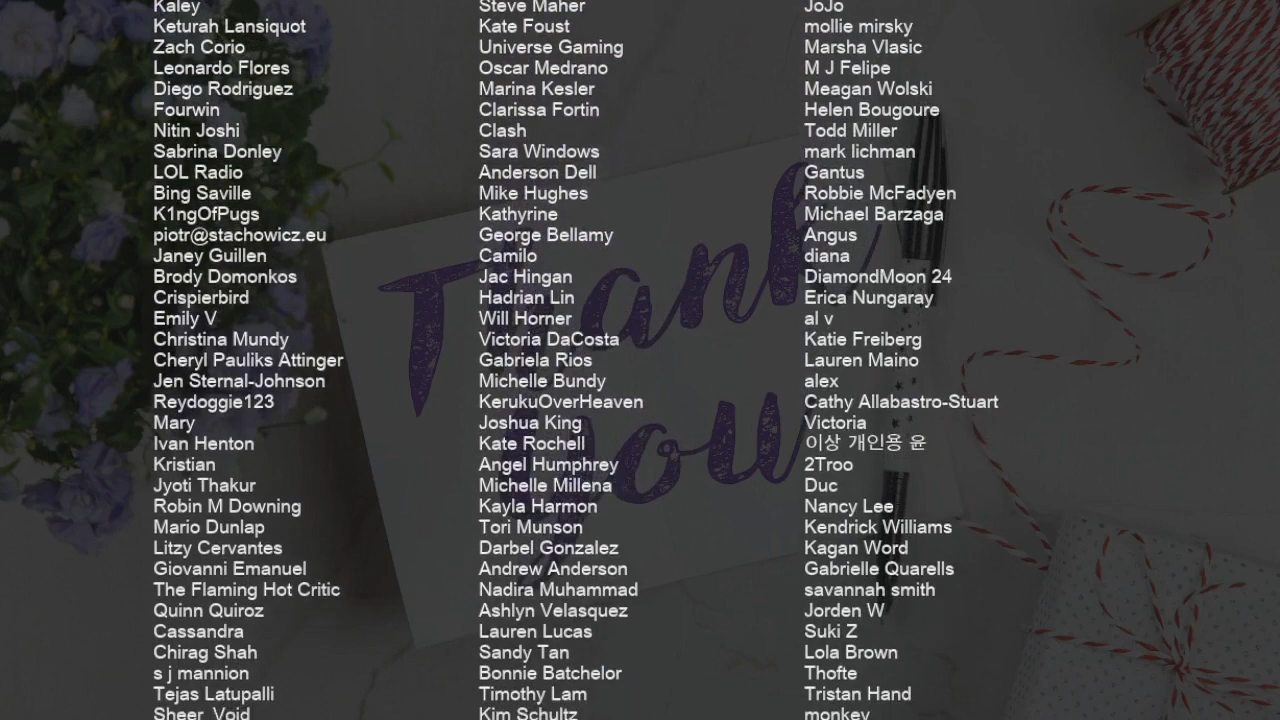 Kaley
Keturah Lansiquot
Zach Corio
Leonardo Flores
Diego Rodriguez
Fourwin
Nitin Joshi
Sabrina Donley
LOL Radio
Bing Saville
K1ngOfPugs
piotr@stachowicz.eu
Janey Guillen
Brody Domonkos
Crispierbird
Emily V
Christina Mundy
Cheryl Pauliks Attinger
Jen Sternal-Johnson
Reydoggie123
Mary
Ivan Henton
Kristian
Jyoti Thakur
Robin M Downing
Mario Dunlap
Litzy Cervantes
Giovanni Emanuel
The Flaming Hot Critic
Quinn Quiroz
Cassandra
Chirag Shah
s j mannion
Tejas Latupalli
Sheer_Void
Steve Maher
Kate Foust
Universe Gaming
Oscar Medrano
Marina Kesler
Clarissa Fortin
Clash
Sara Windows
Anderson Dell
Mike Hughes
Kathyrine
George Bellamy
Camilo
Jac Hingan
Hadrian Lin
Will Horner
Victoria DaCosta
Gabriela Rios
Michelle Bundy
KerukuOverHeaven
Joshua King
Kate Rochell
Angel Humphrey
Michelle Millena
Kayla Harmon
Tori Munson
Darbel Gonzalez
Andrew Anderson
Nadira Muhammad
Ashlyn Velasquez
Lauren Lucas
Sandy Tan
Bonnie Batchelor
Timothy Lam
Kim Schultz
JoJo
mollie mirsky
Marsha Vlasic
M J Felipe
Meagan Wolski
Helen Bougoure
Todd Miller
mark lichman
Gantus
Robbie McFadyen
Michael Barzaga
Angus
diana
DiamondMoon 24
Erica Nungaray
al v
Katie Freiberg
Lauren Maino
alex
Cathy Allabastro-Stuart
Victoria
이상 개인용 윤
2Troo
Duc
Nancy Lee
Kendrick Williams
Kagan Word
Gabrielle Quarells
savannah smith
Jorden W
Suki Z
Lola Brown
Thofte
Tristan Hand
monkey
Thank
you